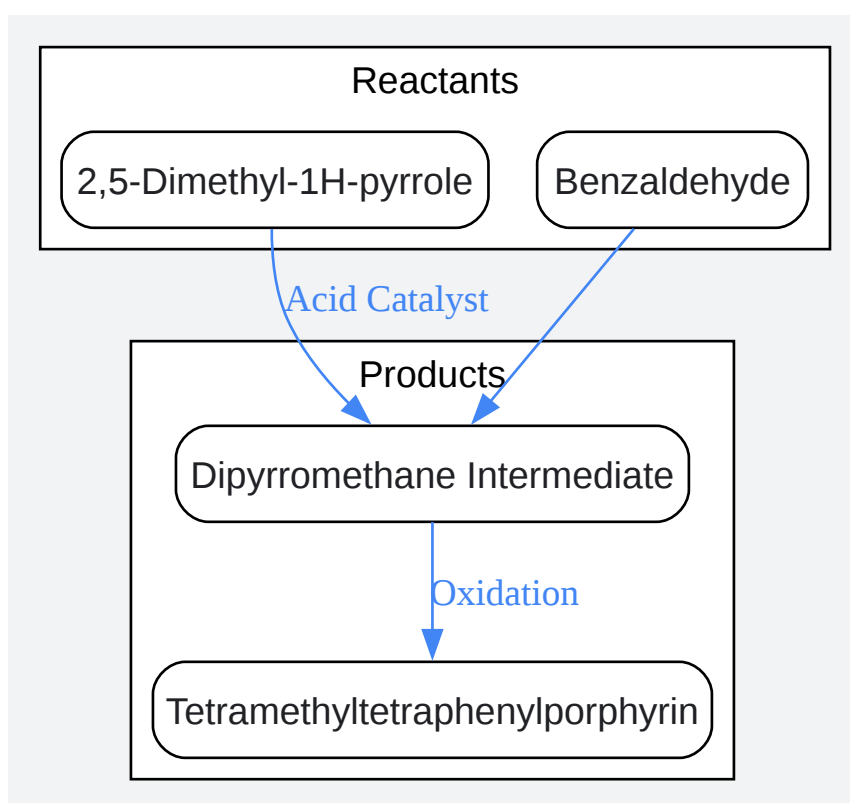 Reactants
2,5-Dimethyl-1H-pyrrole
Benzaldehyde
Acid Catalyst
Products
Dipyrromethane Intermediate
Oxidation
Tetramethyltetraphenylporphyrin